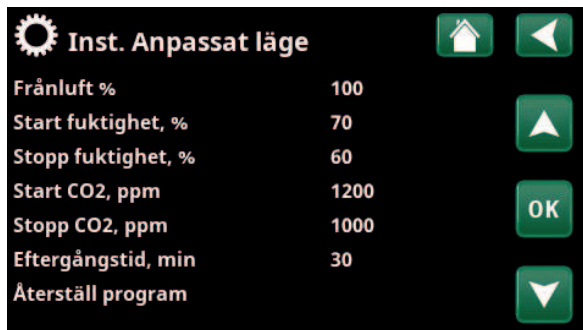 Inst. Anpassat läge
Frånluft % 100
Start fuktighet, % 70
Stopp fuktighet, % 60
Start CO2, ppm 1200
Stopp CO2, ppm 1000
OK
Eftergångstid, min 30
Återställ program